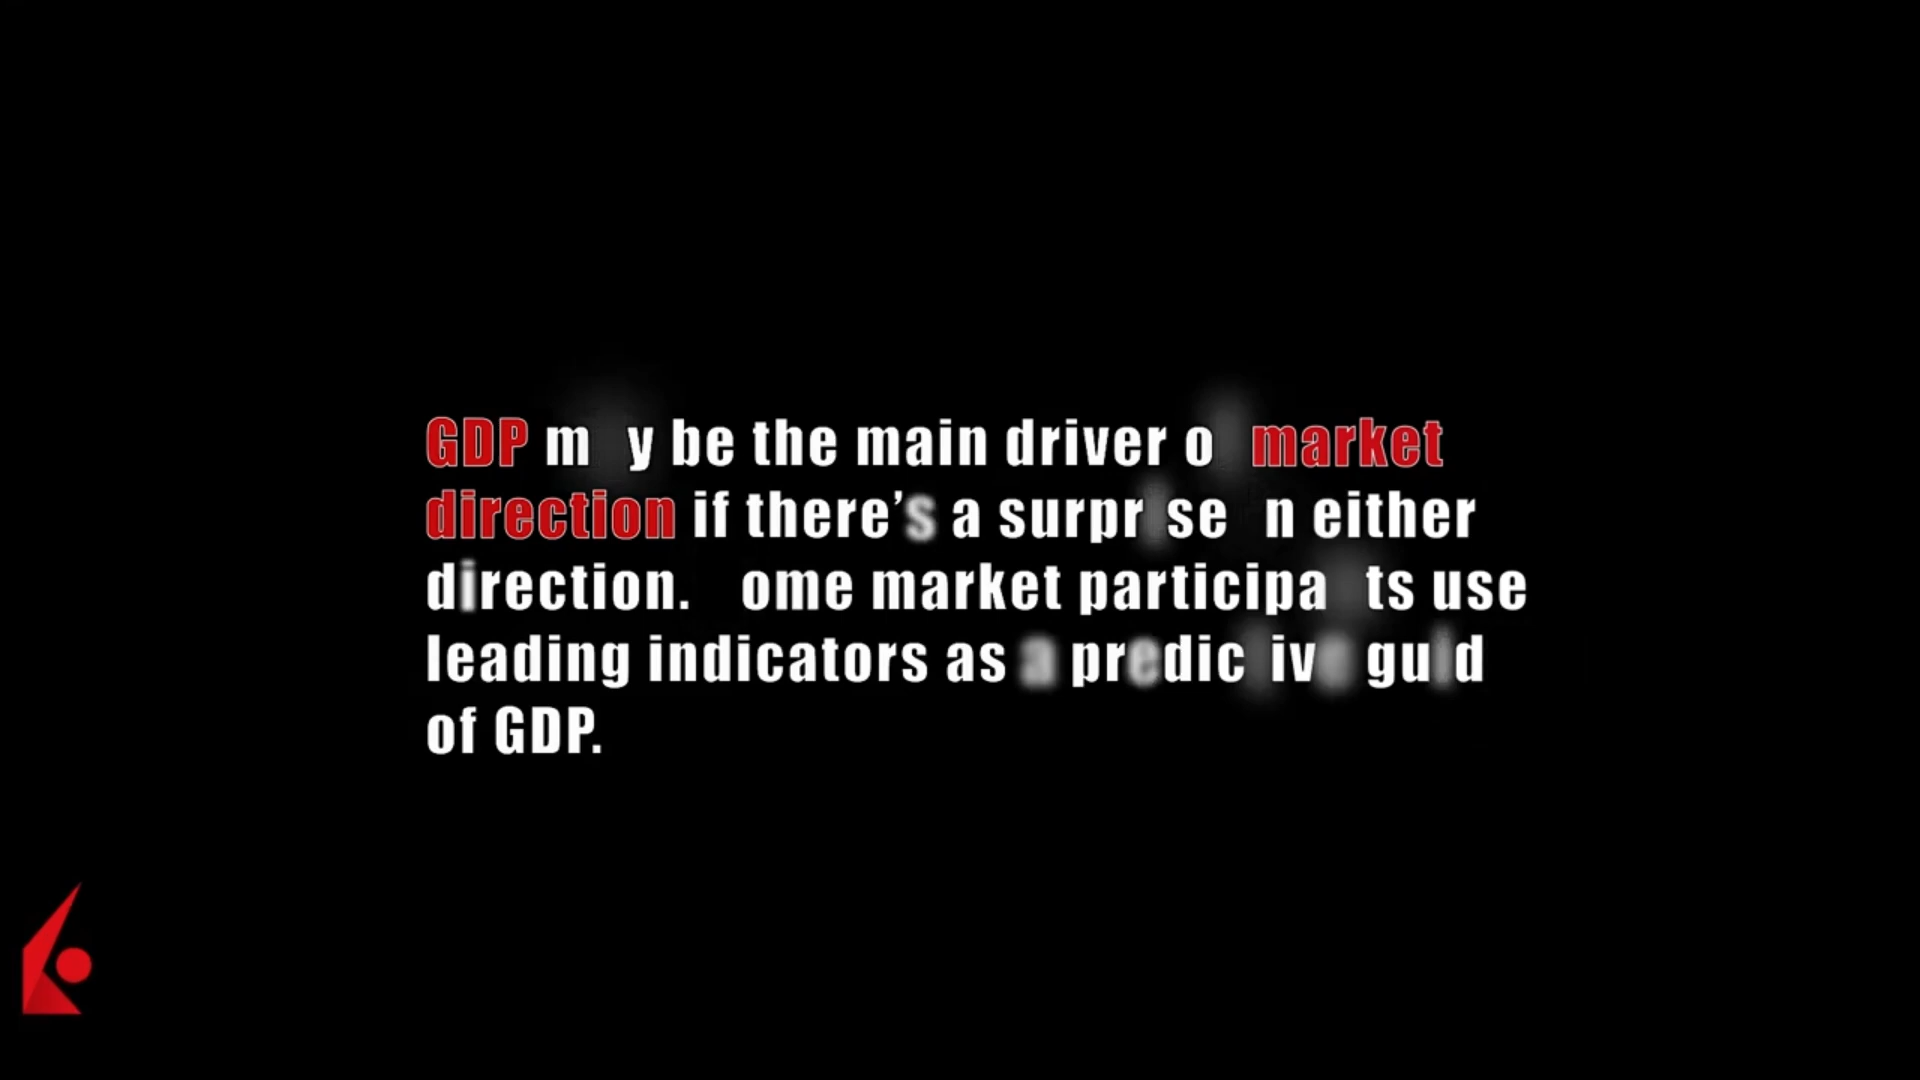 GDP m y be the main driver o market
direction if there’s a surpr se n either
direction. ome market participa ts use
leading indicators as a predic ive gu d
of GDP.